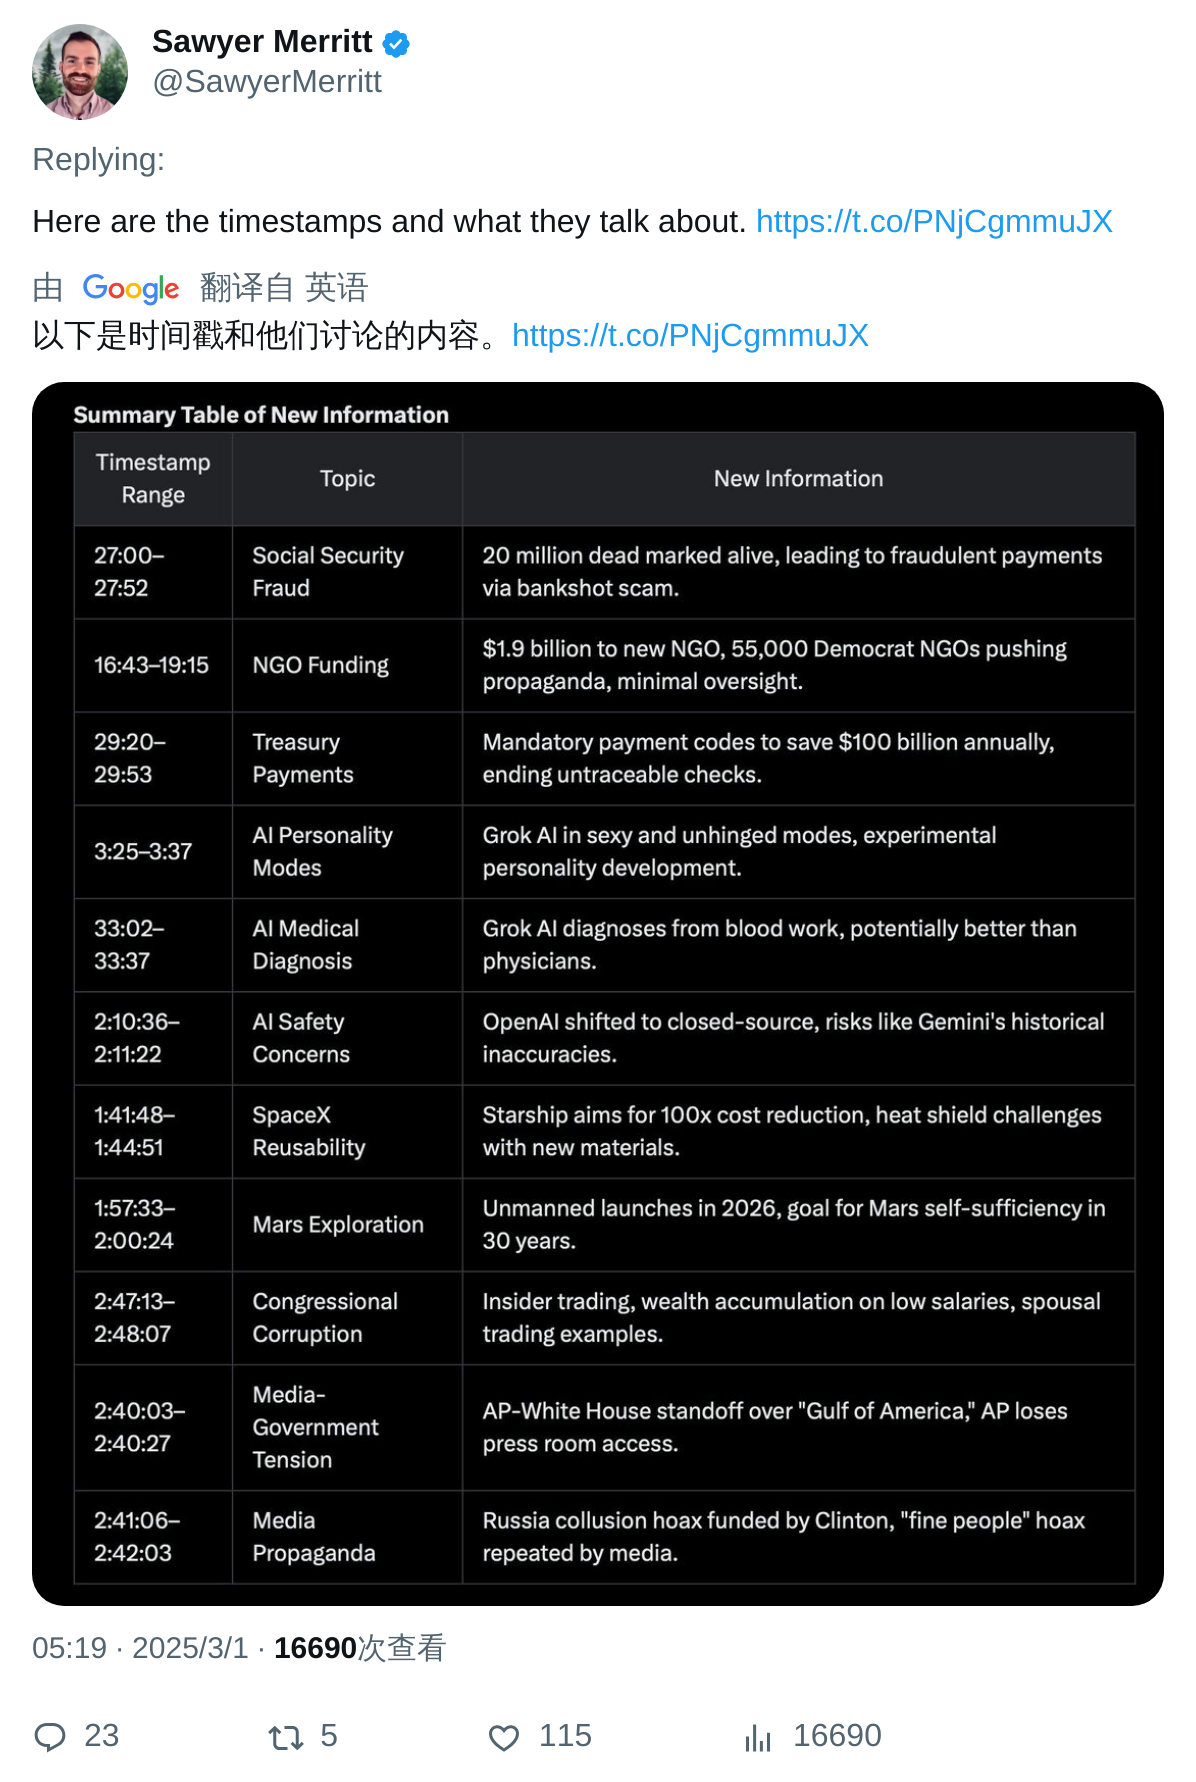 Sawyer Merritt
@SawyerMerritt
Replying:
Here are the timestamps and what they talk about. https://t.co/PNjCgmmuJX
由 Google 翻译自 英语
以下是时间戳和他们讨论的内容。https://t.co/PNjCgmmuJX
Summary Table of New Information
Timestamp
Range
Topic
New Information
27:00–
27:52
Social Security
Fraud
20 million dead marked alive, leading to fraudulent payments
via bankshot scam.
16:43–19:15
NGO Funding
$1.9 billion to new NGO, 55,000 Democrat NGOs pushing
propaganda, minimal oversight.
29:20–
29:53
Treasury
Payments
Mandatory payment codes to save $100 billion annually,
ending untraceable checks.
3:25–3:37
AI Personality
Modes
Grok AI in sexy and unhinged modes, experimental
personality development.
33:02–
33:37
AI Medical
Diagnosis
Grok AI diagnoses from blood work, potentially better than
physicians.
2:10:36–
2:11:22
AI Safety
Concerns
OpenAI shifted to closed-source, risks like Gemini's historical
inaccuracies.
1:41:48–
1:44:51
SpaceX
Reusability
Starship aims for 100x cost reduction, heat shield challenges
with new materials.
1:57:33–
2:00:24
Mars Exploration
Unmanned launches in 2026, goal for Mars self-sufficiency in
30 years.
2:47:13–
2:48:07
Congressional
Corruption
Insider trading, wealth accumulation on low salaries, spousal
trading examples.
2:40:03–
2:40:27
Media-
Government
Tension
AP-White House standoff over "Gulf of America," AP loses
press room access.
2:41:06–
2:42:03
Media
Propaganda
Russia collusion hoax funded by Clinton, "fine people" hoax
repeated by media.
05:19 · 2025/3/1 · 16690次查看
23 5 115 16690